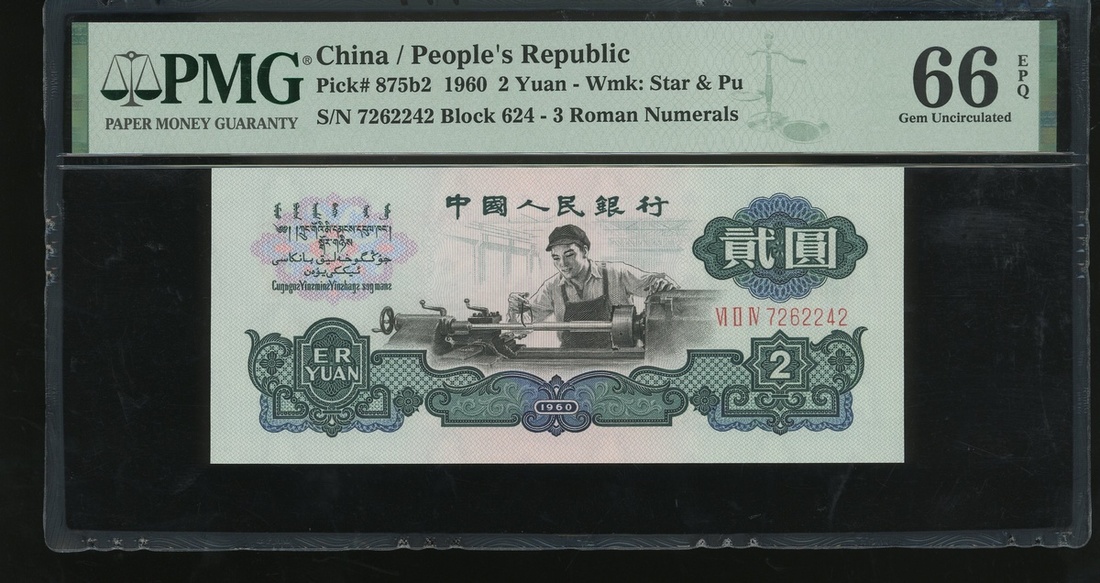 PMG®
PAPER MONEY GUARANTY
China / People's Republic
Pick# 875b2 1960 2 Yuan - Wmk: Star & Pu
S/N 7262242 Block 624 - 3 Roman Numerals
66
EPQ
Gem Uncirculated
中國人民銀行
སྒོར་གཉིས
貳圓
VI II IV 7262242
ER
YUAN
1960
2